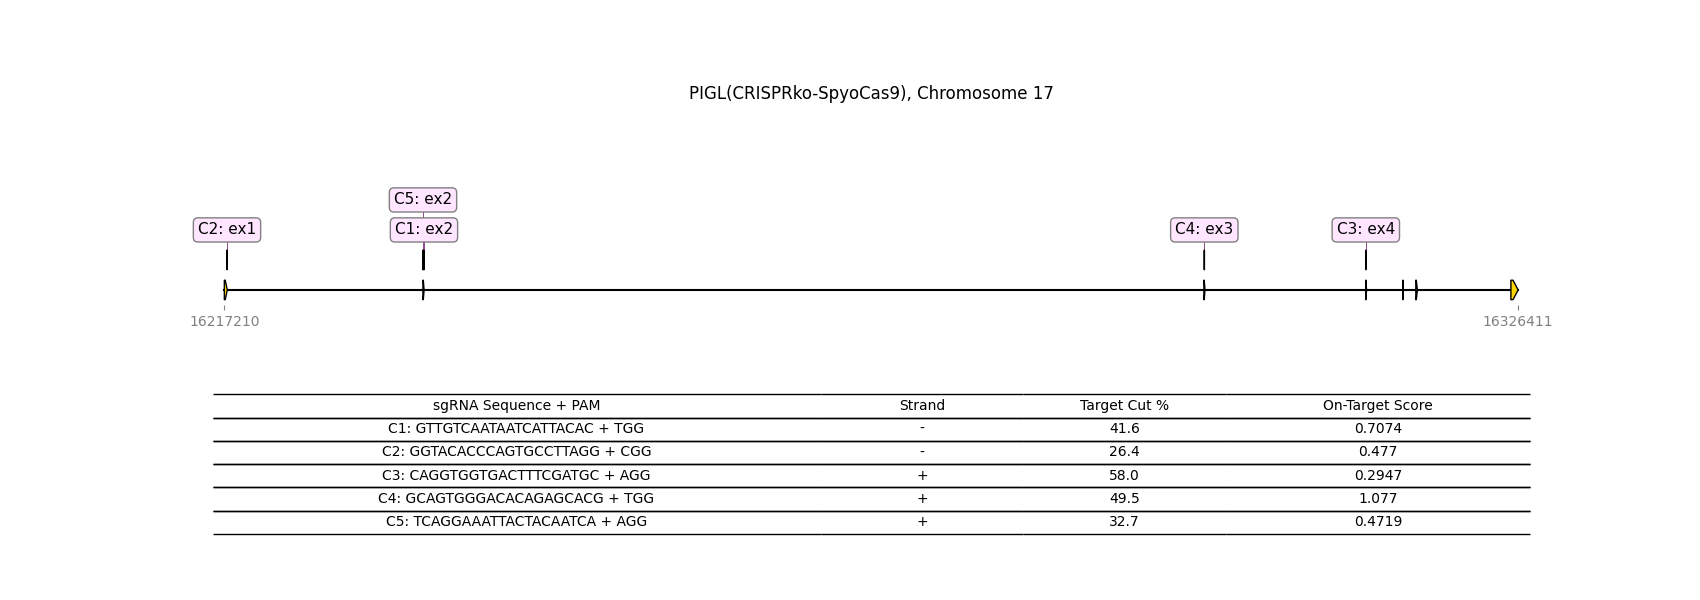 PIGL(CRISPRko-SpyoCas9), Chromosome 17
C5: ex2
C2: ex1 C1: ex2 C4: ex3 C3: ex4
16217210 16326411
sgRNA Sequence + PAM Strand Target Cut % On-Target Score
C1: GTTGTCAATAATCATTACAC + TGG - 41.6 0.7074
C2: GGTACACCCAGTGCCTTAGG + CGG - 26.4 0.477
C3: CAGGTGGTGACTTTCGATGC + AGG + 58.0 0.2947
C4: GCAGTGGGACACAGAGCACG + TGG + 49.5 1.077
C5: TCAGGAAATTACTACAATCA + AGG + 32.7 0.4719